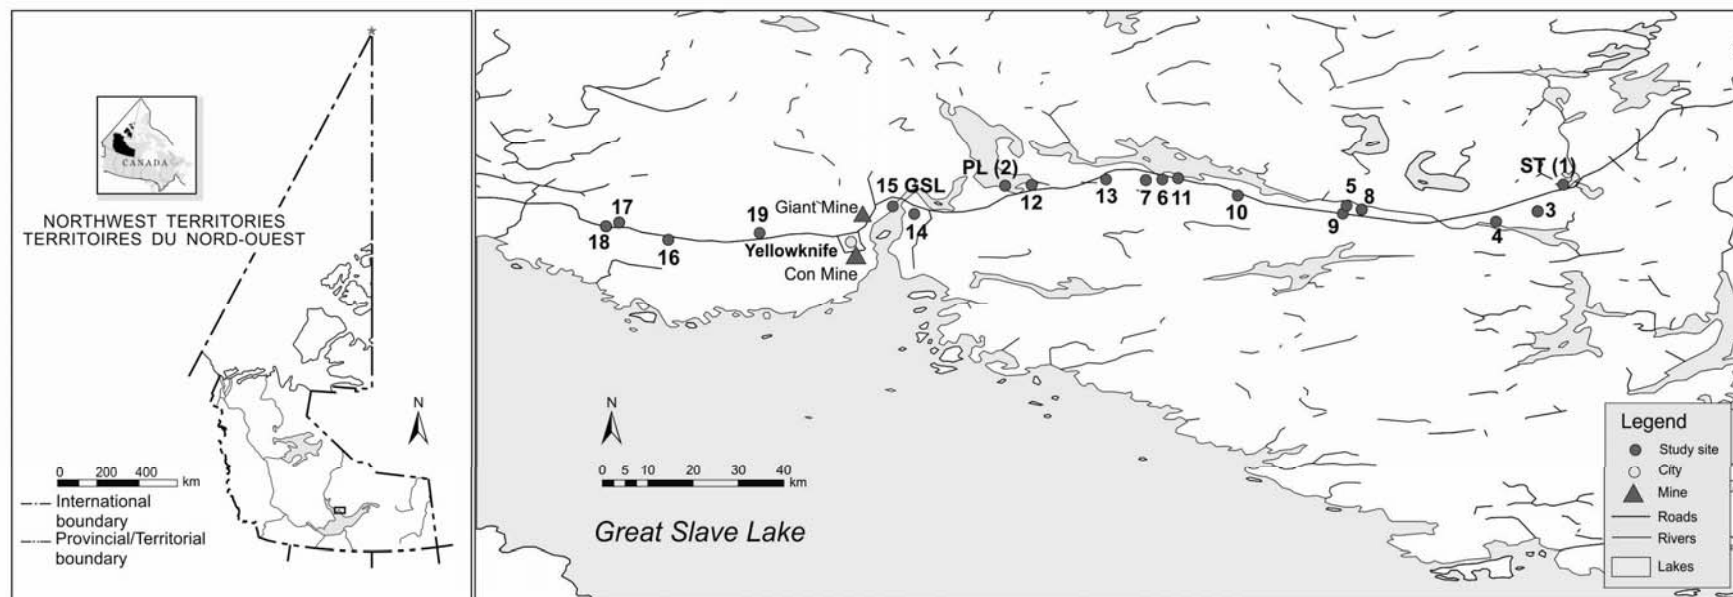 CANADA
NORTHWEST TERRITORIES
TERRITOIRES DU NORD-OUEST
N
0 200 400
km
International
boundary
Provincial/Territorial
boundary
PL (2)
ST (1)
15 GSL
12
13
7 6 11
10
5
8
9
3
4
14
17
18
16
19
Giant Mine
Yellowknife
Con Mine
N
0 5 10 20 30 40
km
Great Slave Lake
Legend
Study site
City
Mine
Roads
Rivers
Lakes